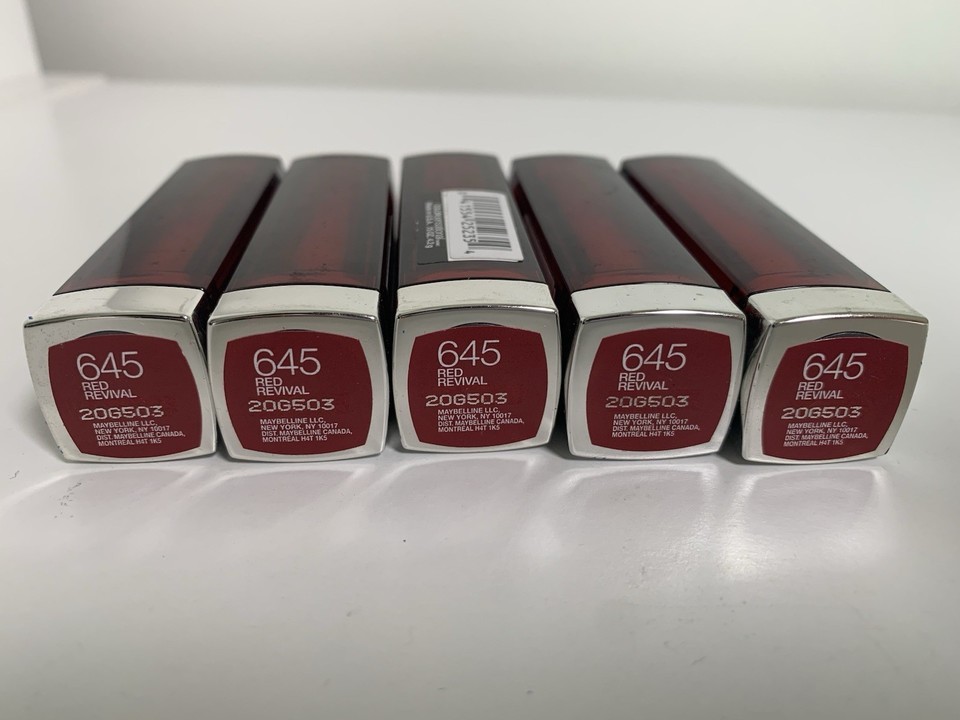 645
RED
REVIVAL
20G503
MAYBELLINE LLC,
NEW YORK, NY 10017
DIST. MAYBELLINE CANADA,
MONTREAL H4T 1K5
645
RED
REVIVAL
20G503
MAYBELLINE LLC,
NEW YORK, NY 10017
DIST. MAYBELLINE CANADA,
MONTREAL H4T 1K5
645
RED
REVIVAL
20G503
MAYBELLINE LLC,
NEW YORK, NY 10017
DIST. MAYBELLINE CANADA,
MONTREAL H4T 1K5
645
RED
REVIVAL
20G503
MAYBELLINE LLC,
NEW YORK, NY 10017
DIST. MAYBELLINE CANADA,
MONTREAL H4T 1K5
645
RED
REVIVAL
20G503
MAYBELLINE LLC,
NEW YORK, NY 10017
DIST. MAYBELLINE CANADA,
MONTREAL H4T 1K5